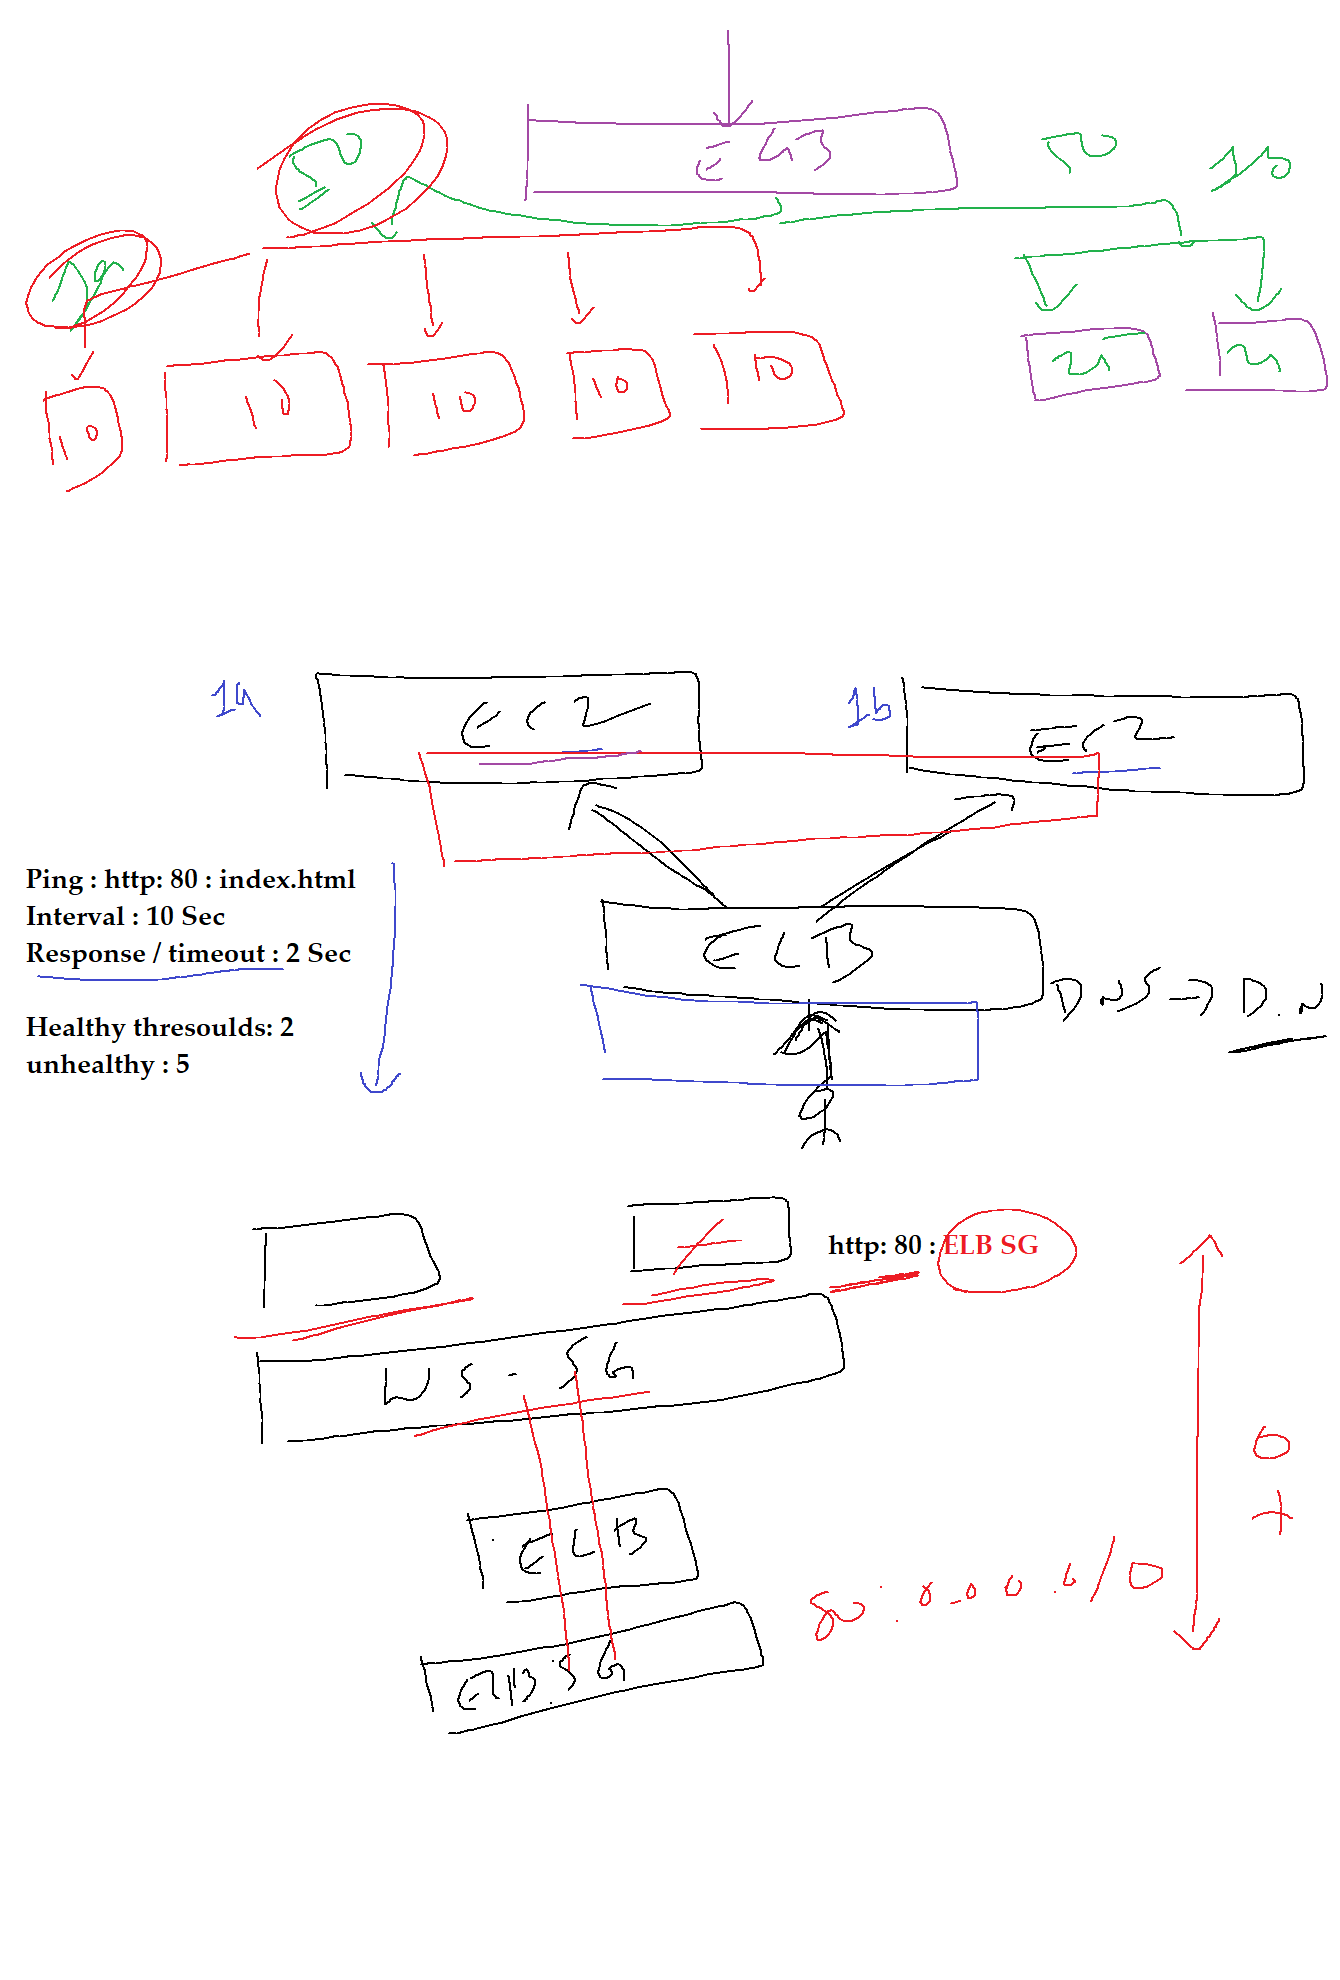 50 ELB 50 1b
1a
10 10 10 10 10 25 25
1a EC2 1b EC2
Ping : http: 80 : index.html
Interval : 10 Sec
Response / timeout : 2 Sec
ELB
DNS → D.N
Healthy thresoulds: 2
unhealthy : 5
http: 80 : ELB SG
WS - SG
ELB
80 : 0.0.0.0/0
ELB.SG